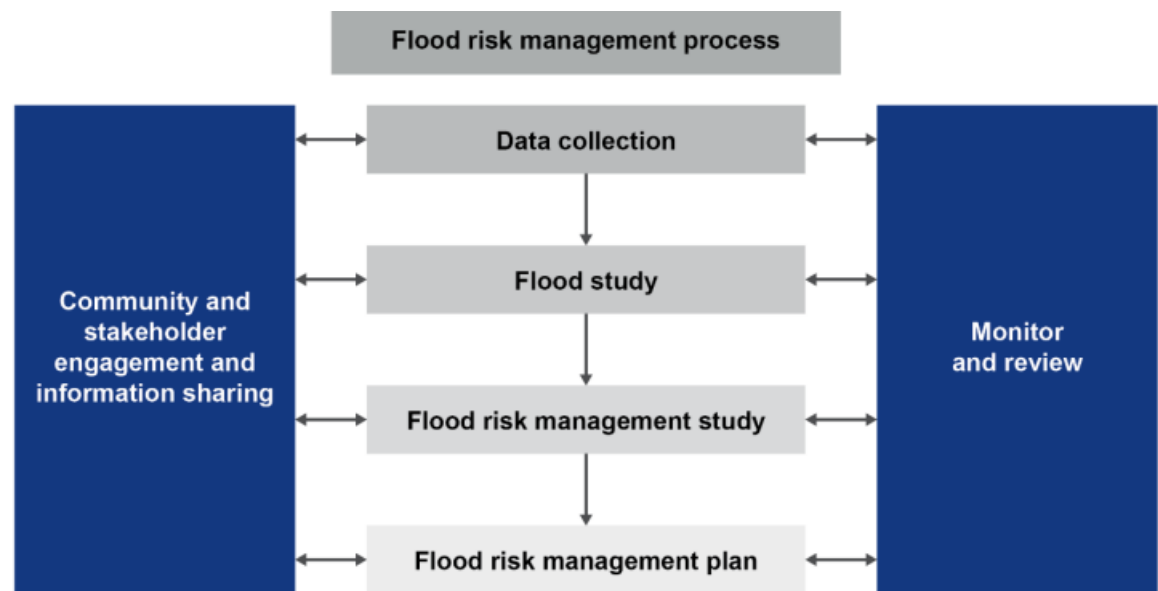 Flood risk management process
Data collection
Flood study
Community and
stakeholder
engagement and
information sharing
Monitor
and review
Flood risk management study
Flood risk management plan